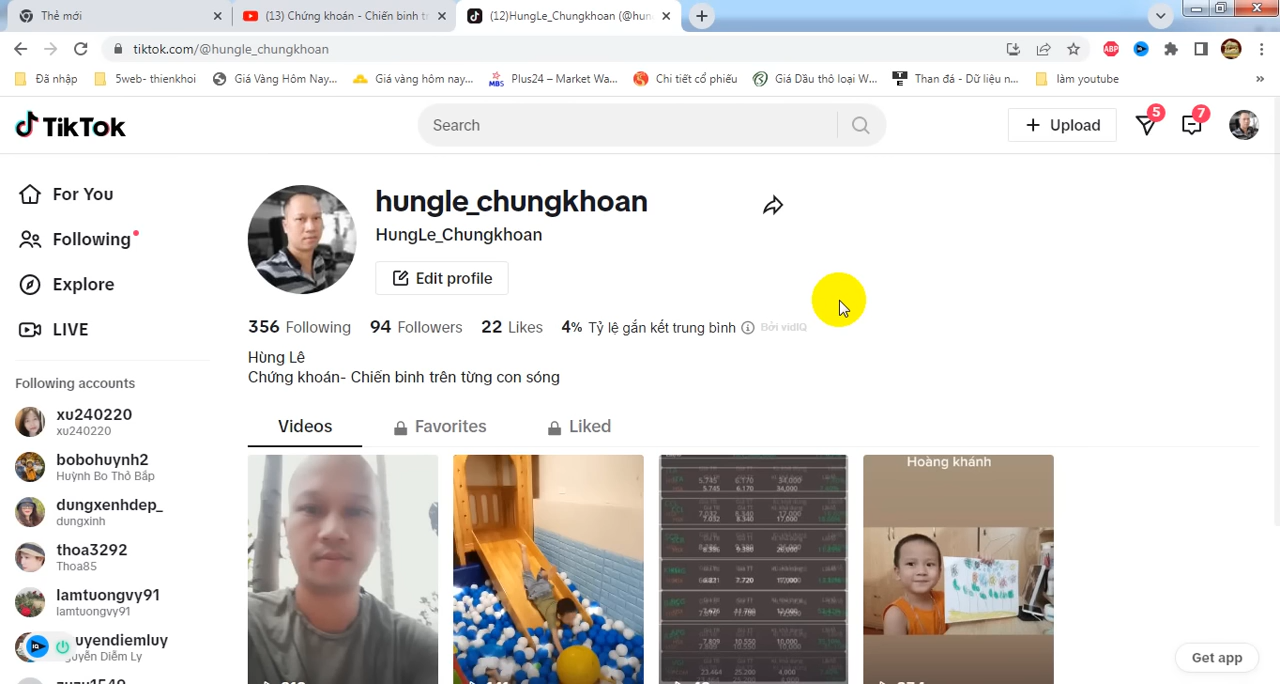 Thẻ mới
(13) Chứng khoán - Chiến binh tr
(12)HungLe_Chungkhoan (@hun
tiktok.com/@hungle_chungkhoan
ABP
Đã nhập
5web- thienkhoi
Giá Vàng Hôm Nay...
Giá vàng hôm nay...
MBS
Plus24 – Market Wa...
Chi tiết cổ phiếu
Giá Dầu thô loại W...
TE
Than đá - Dữ liệu n...
làm youtube
»
TikTok
Search
Upload
5
7
For You
Following
Explore
LIVE
hungle_chungkhoan
HungLe_Chungkhoan
Edit profile
356 Following 94 Followers 22 Likes 4% Tỷ lệ gắn kết trung bình Bởi vidIQ
Hùng Lê
Chứng khoán- Chiến binh trên từng con sóng
Videos
Favorites
Liked
Following accounts
xu240220
xu240220
bobohuynh2
Huỳnh Bo Thỏ Bắp
dungxenhdep_
dungxinh
thoa3292
Thoa85
lamtuongvy91
lamtuongvy91
uyendiemluy
uyễn Diễm Ly
IQ
Hoàng khánh
Get app